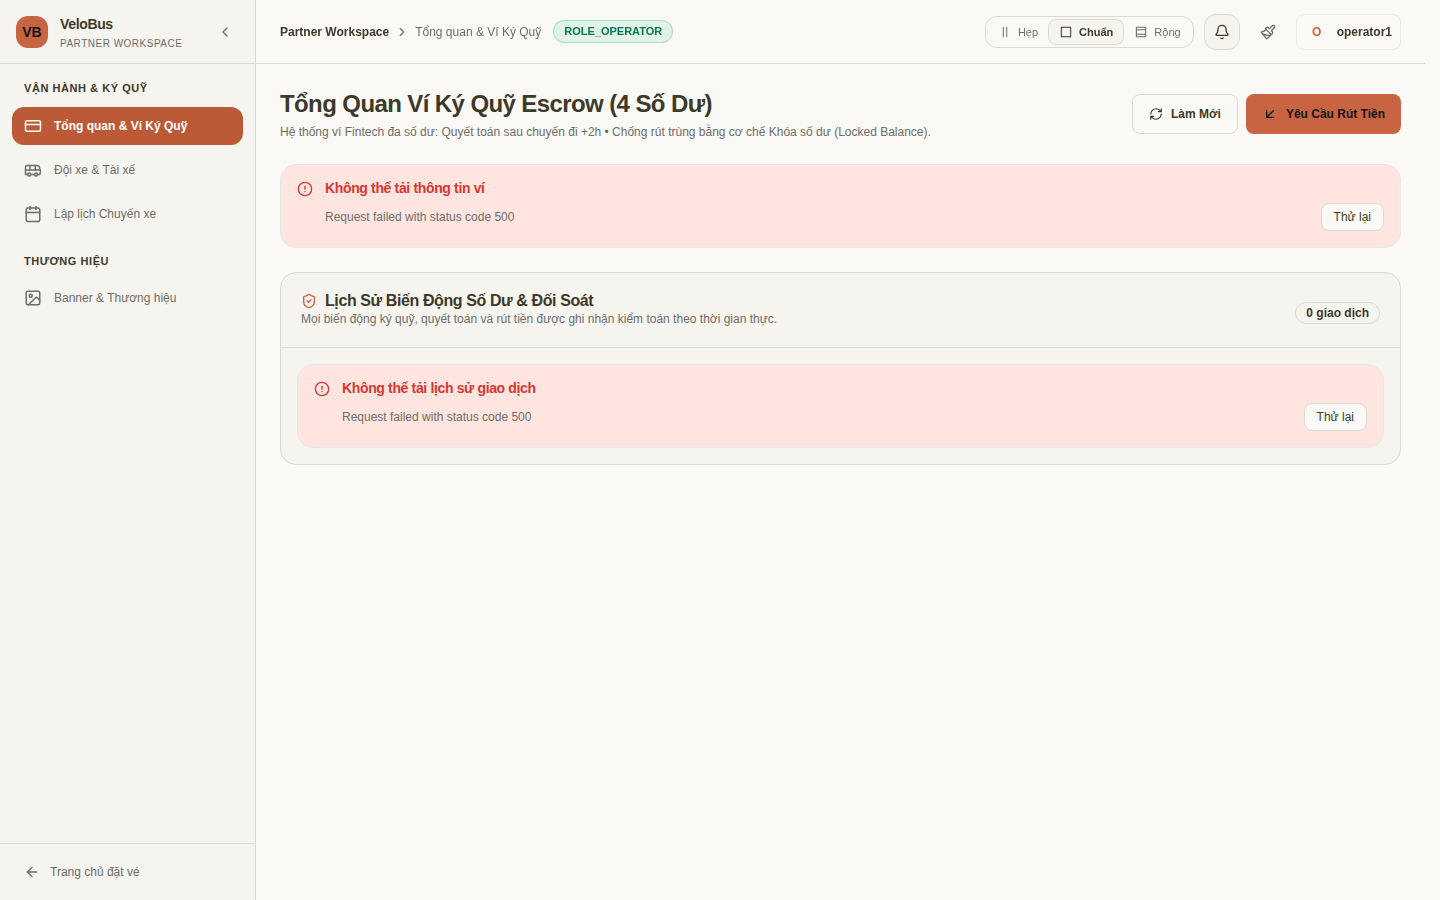 VB
VeloBus
PARTNER WORKSPACE
VẬN HÀNH & KÝ QUỸ
Tổng quan & Ví Ký Quỹ
Đội xe & Tài xế
Lập lịch Chuyến xe
THƯƠNG HIỆU
Banner & Thương hiệu
Trang chủ đặt vé
Partner Workspace
Tổng quan & Ví Ký Quỹ
ROLE_OPERATOR
Hẹp
Chuẩn
Rộng
O
operator1
Tổng Quan Ví Ký Quỹ Escrow (4 Số Dư)
Hệ thống ví Fintech đa số dư: Quyết toán sau chuyến đi +2h • Chống rút trùng bằng cơ chế Khóa số dư (Locked Balance).
Làm Mới
Yêu Cầu Rút Tiền
Không thể tải thông tin ví
Request failed with status code 500
Thử lại
Lịch Sử Biến Động Số Dư & Đối Soát
Mọi biến động ký quỹ, quyết toán và rút tiền được ghi nhận kiểm toán theo thời gian thực.
0 giao dịch
Không thể tải lịch sử giao dịch
Request failed with status code 500
Thử lại